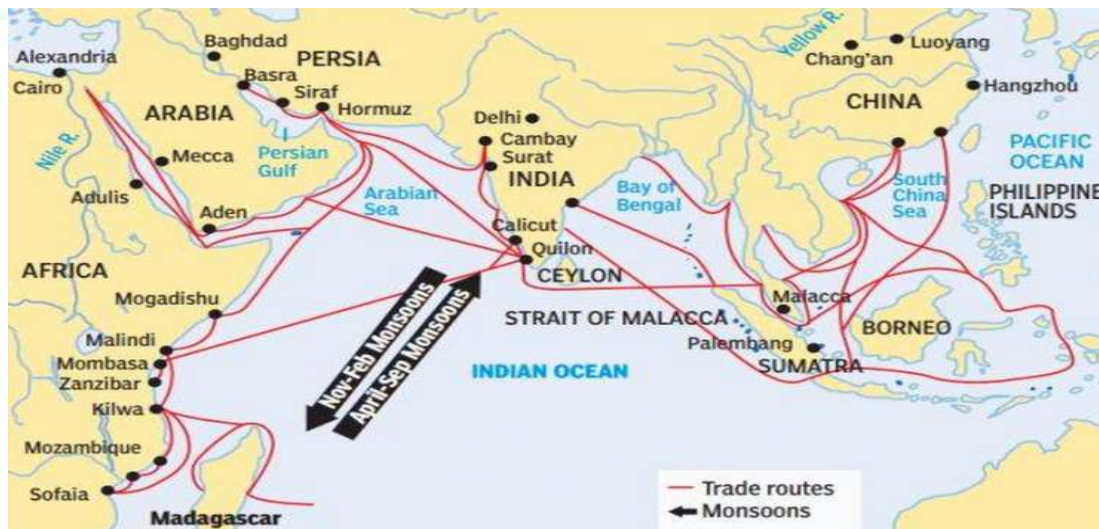 Alexandria
Cairo
Baghdad
PERSIA
Basra
Siraf
Hormuz
ARABIA
Nile R.
Mecca
Persian
Gulf
Adulis
Aden
Arabian
Sea
AFRICA
Mogadishu
Malindi
Mombasa
Zanzibar
Kilwa
Mozambique
Sofaia
Madagascar
Delhi
Cambay
Surat
INDIA
Bay of
Bengal
Calicut
Quilon
CEYLON
Nov-Feb Monsoons
April-Sep Monsoons
STRAIT OF MALACCA
INDIAN OCEAN
Yellow R.
Luoyang
Chang'an
CHINA
Hangzhou
PACIFIC
OCEAN
South
China
Sea
PHILIPPINE
ISLANDS
Malacca
BORNEO
Palembang
SUMATRA
Trade routes
Monsoons